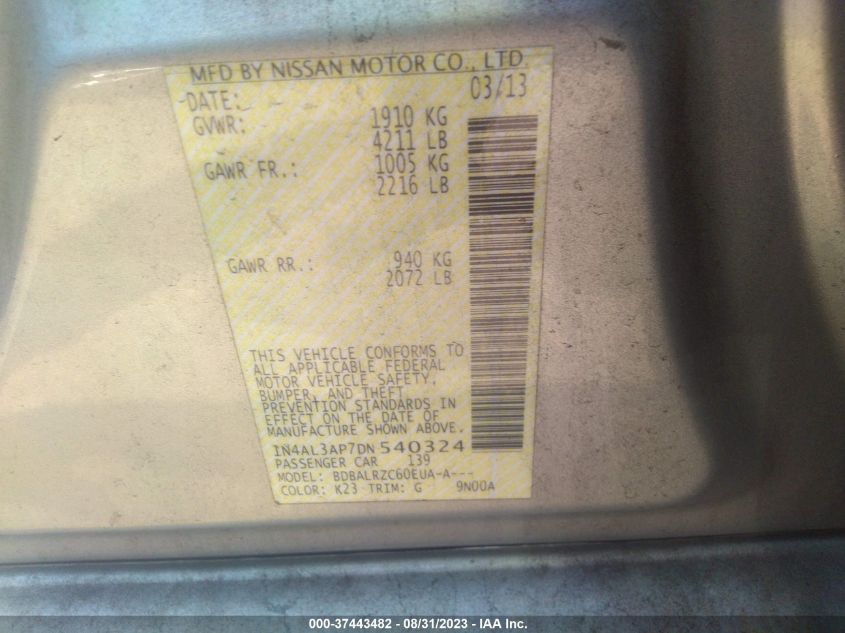 MFD BY NISSAN MOTOR CO., LTD.
DATE: 03/13
GVWR: 1910 KG
4211 LB
GAWR FR.: 1005 KG
2216 LB
GAWR RR.: 940 KG
2072 LB
THIS VEHICLE CONFORMS TO
ALL APPLICABLE FEDERAL
MOTOR VEHICLE SAFETY,
BUMPER, AND THEFT
PREVENTION STANDARDS IN
EFFECT ON THE DATE OF
MANUFACTURE SHOWN ABOVE.
1N4AL3AP7DN 540324
PASSENGER CAR 139
MODEL: BDBALRZC60EUA-A---
COLOR: K23 TRIM: G 9N00A
000-37443482 - 08/31/2023 - IAA Inc.